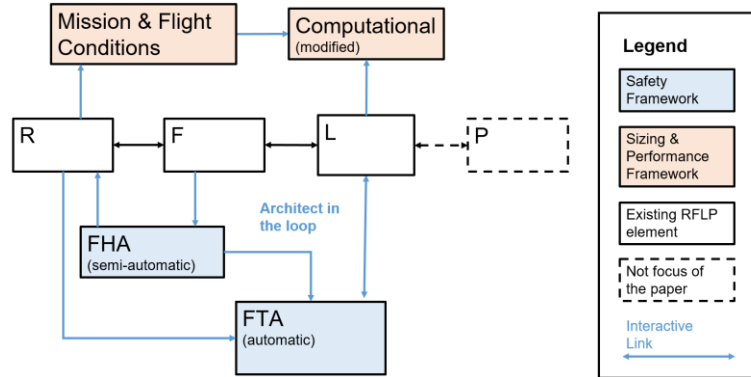 Mission & Flight
Conditions
Computational
(modified)
R
F
L
P
Architect in
the loop
FHA
(semi-automatic)
FTA
(automatic)
Legend
Safety
Framework
Sizing &
Performance
Framework
Existing RFLP
element
Not focus of
the paper
Interactive
Link